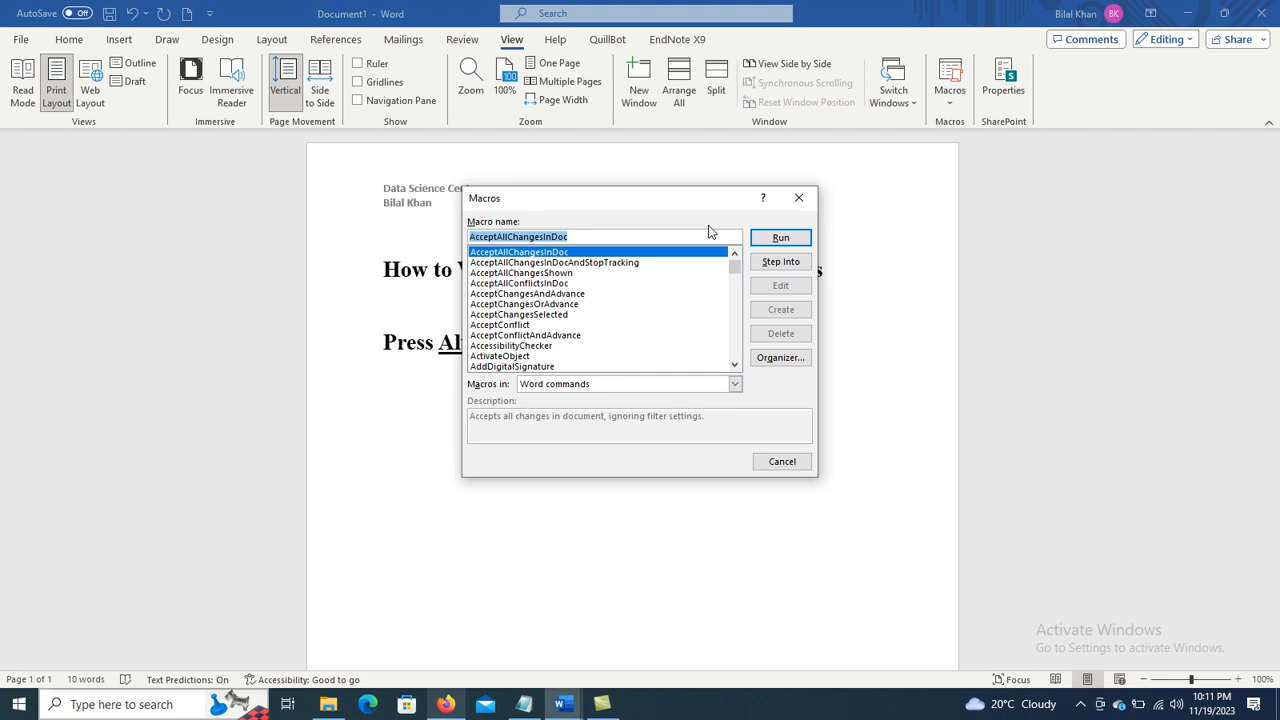 AutoSave Off Document1 - Word Search Bilal Khan BK
File Home Insert Draw Design Layout References Mailings Review View Help QuillBot EndNote X9 Comments Editing Share
Read Mode
Print Layout
Web Layout
Outline
Draft
Views
Focus
Immersive Reader
Immersive
Vertical
Side to Side
Page Movement
Ruler
Gridlines
Navigation Pane
Show
Zoom
100
100%
One Page
Multiple Pages
Page Width
Zoom
New Window
Arrange All
Split
View Side by Side
Synchronous Scrolling
Reset Window Position
Switch Windows
Window
Macros
Macros
Properties
SharePoint
Data Science
Bilal Khan
How to
Press
Macros
?
Macro name:
AcceptAllChangesInDoc
Run
AcceptAllChangesInDoc
AcceptAllChangesInDocAndStopTracking
AcceptAllChangesShown
AcceptAllConflictsInDoc
AcceptChangesAndAdvance
AcceptChangesOrAdvance
AcceptChangesSelected
AcceptConflict
AcceptConflictAndAdvance
AccessibilityChecker
ActivateObject
AddDigitalSignature
Step Into
Edit
Create
Delete
Organizer...
Macros in: Word commands
Description:
Accepts all changes in document, ignoring filter settings.
Cancel
Activate Windows
Go to Settings to activate Windows.
Page 1 of 1 10 words Text Predictions: On Accessibility: Good to go Focus 100%
Type here to search 20°C Cloudy 10:11 PM
11/19/2023